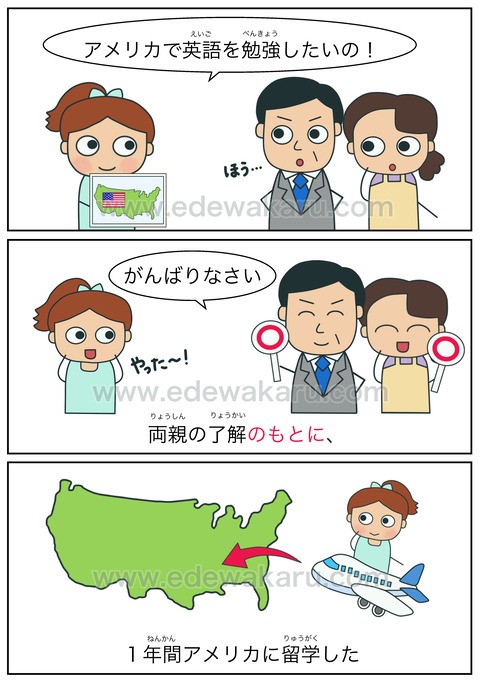 アメリカで英語を勉強したいの！
えいご べんきょう
ほう…
www.edewakaru.com
がんばりなさい
やった〜！
www.edewakaru.com
りょうしん りょうかい
両親の了解のもとに、
www.edewakaru.com
ねんかん りゅうがく
１年間アメリカに留学した